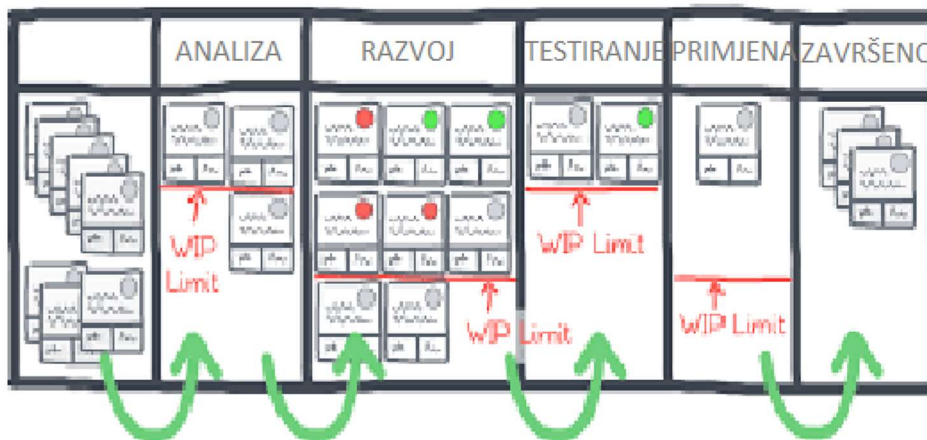 ANALIZA
RAZVOJ
TESTIRANJE
PRIMJENA
ZAVRŠENO
WIP
Limit
WIP Limit
WIP Limit
WIP Limit